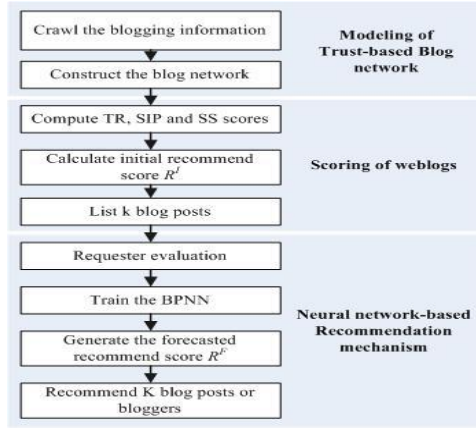 Crawl the blogging information
Construct the blog network
Modeling of
Trust-based Blog
network
Compute TR, SIP and SS scores
Calculate initial recommend
score R^I
List k blog posts
Scoring of weblogs
Requester evaluation
Train the BPNN
Generate the forecasted
recommend score R^F
Recommend K blog posts or
bloggers
Neural network-based
Recommendation
mechanism